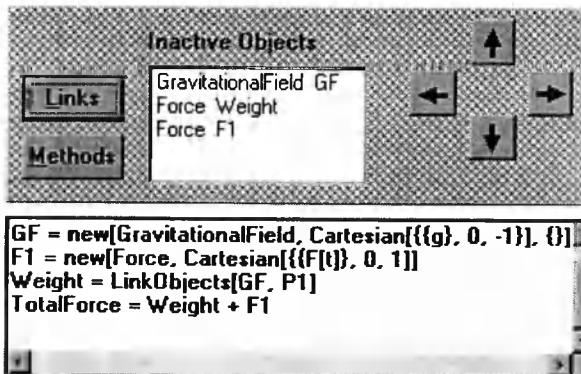 Inactive Objects
Links
Methods
GravitationalField GF
Force Weight
Force F1
GF = new[GravitationalField, Cartesian[{{g}, 0, -1}], {}]
F1 = new[Force, Cartesian[{{F[t]}, 0, 1]]
Weight = LinkObjects[GF, P1]
TotalForce = Weight + F1